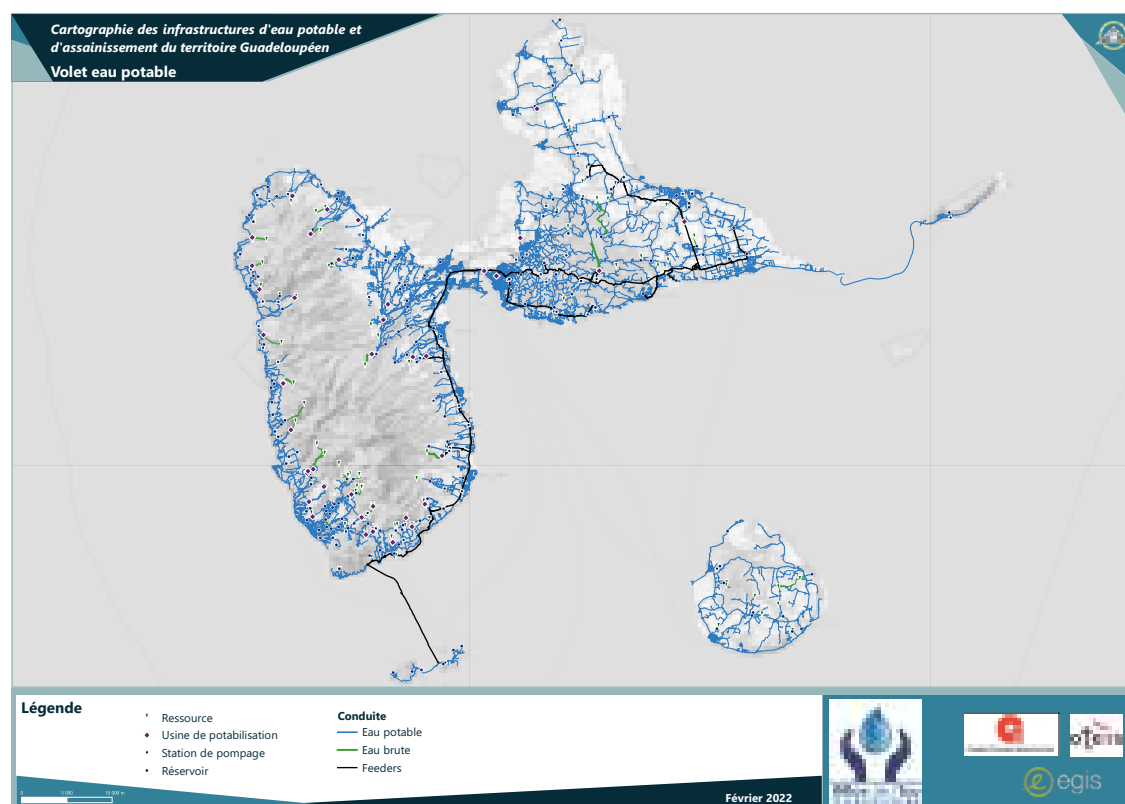 Cartographie des infrastructures d'eau potable et
d'assainissement du territoire Guadeloupéen
Volet eau potable
Légende
Ressource
Usine de potabilisation
Station de pompage
Réservoir
Conduite
Eau potable
Eau brute
Feeders
0 5 000 10 000 m
Février 2022
egis